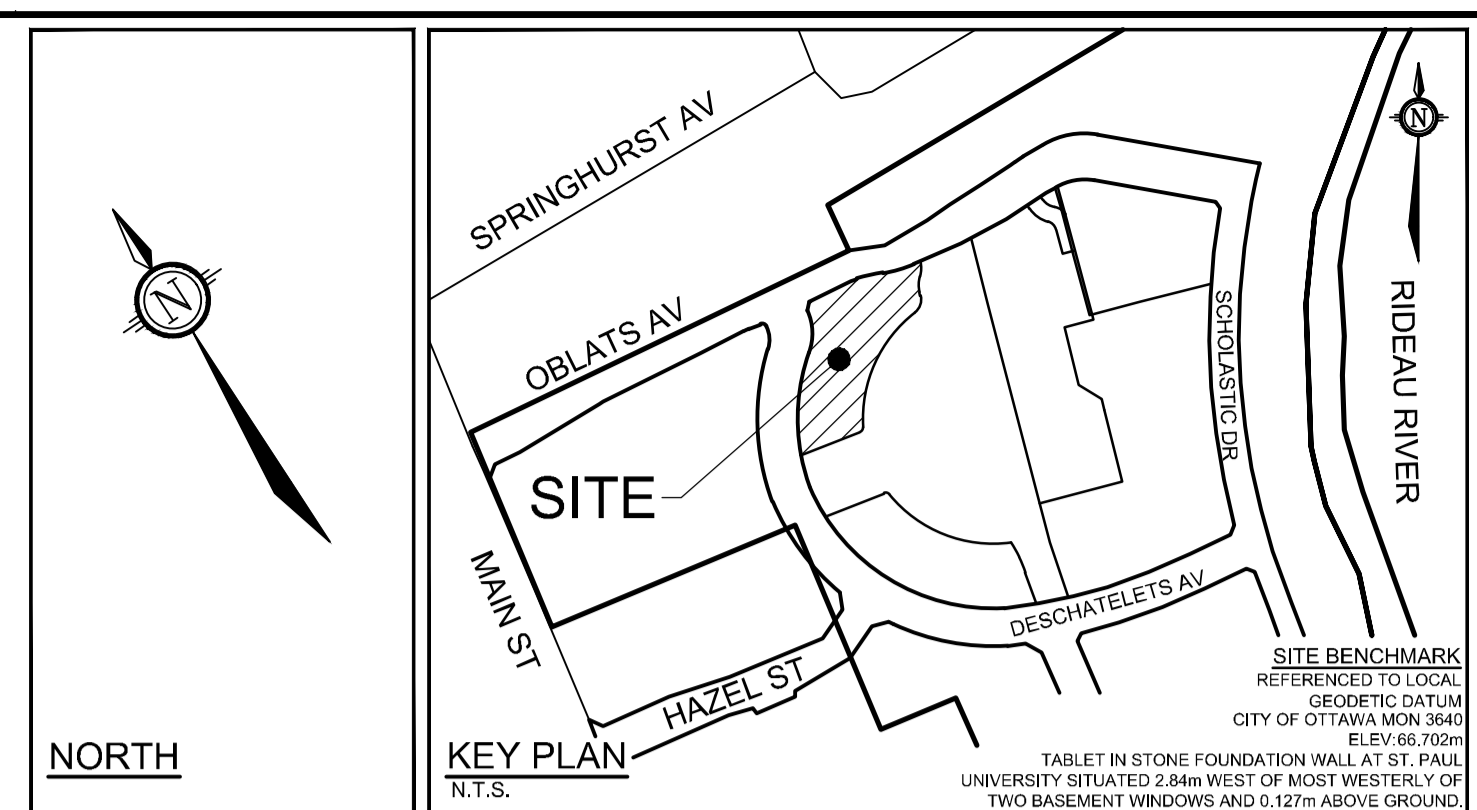 N
NORTH
SPRINGHURST AV
N
OBLATS AV
SCHOLASTIC DR
RIDEAU RIVER
SITE
MAIN ST
DESCHATELETS AV
HAZEL ST
KEY PLAN
N.T.S.
SITE BENCHMARK
REFERENCED TO LOCAL
GEODETIC DATUM
CITY OF OTTAWA MON 3640
ELEV:66.702m
TABLET IN STONE FOUNDATION WALL AT ST. PAUL
UNIVERSITY SITUATED 2.84m WEST OF MOST WESTERLY OF
TWO BASEMENT WINDOWS AND 0.127m ABOVE GROUND.